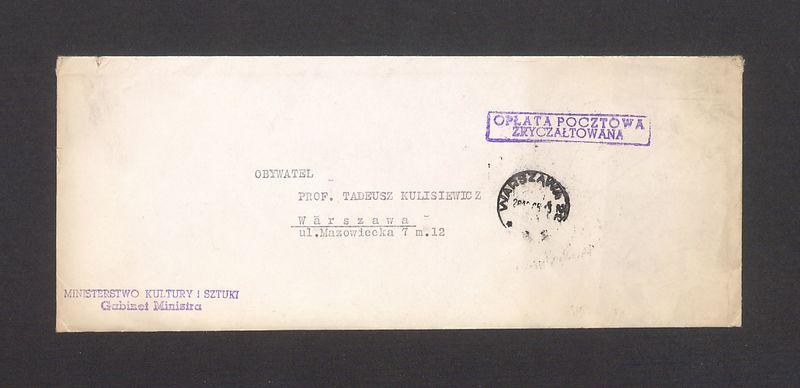 OPŁATA POCZTOWA
ZRYCZAŁTOWANA
OBYWATEL
PROF. TADEUSZ KULISIEWICZ
Warszawa
ul.Mazowiecka 7 m.12
WARSZAWA
MINISTERSTWO KULTURY I SZTUKI
Gabinet Ministra